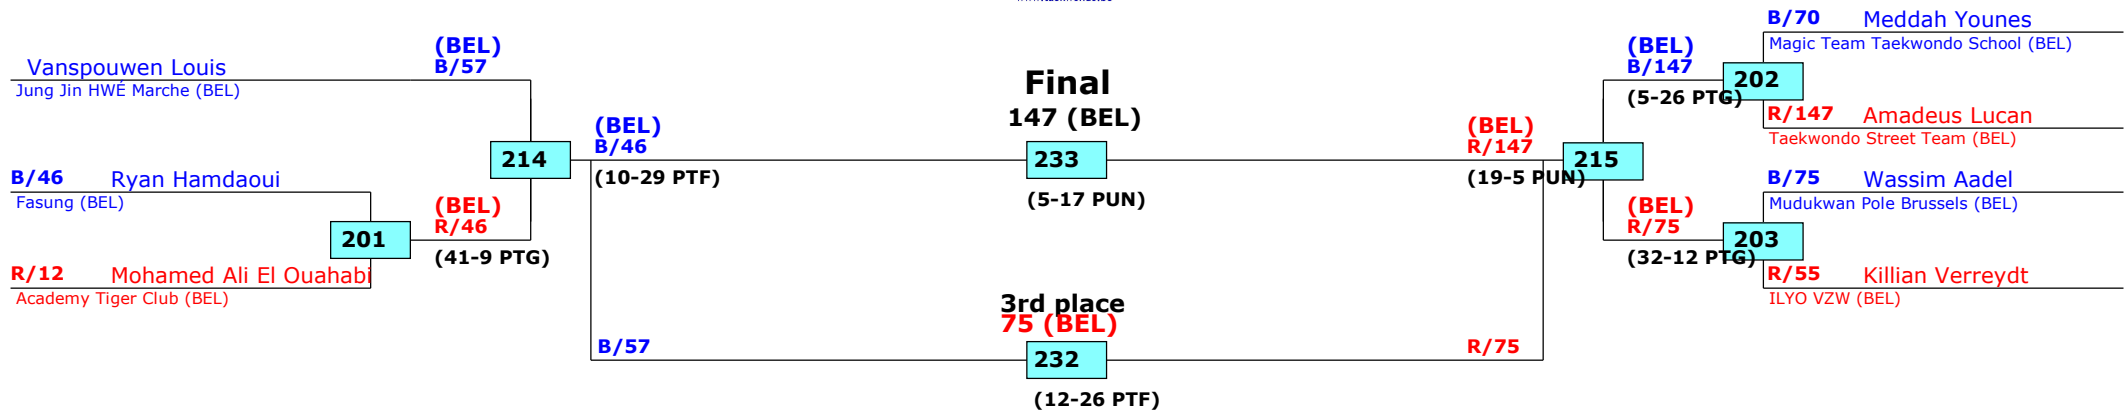 (BEL)
Vanspouwen Louis B/57
Jung Jin HWÉ Marche (BEL)
(BEL)
214 B/46
(10-29 PTF)
B/46 Ryan Hamdaoui
Fasung (BEL)
(BEL)
R/46
201
(41-9 PTG)
R/12 Mohamed Ali El Ouahabi
Academy Tiger Club (BEL)
Final
147 (BEL)
233
(5-17 PUN)
3rd place
75 (BEL)
B/57 R/75
232
(12-26 PTF)
(BEL)
R/147 215
(19-5 PUN)
B/70 Meddah Younes
Magic Team Taekwondo School (BEL)
(BEL)
B/147 202
(5-26 PTG)
R/147 Amadeus Lucan
Taekwondo Street Team (BEL)
B/75 Wassim Aadel
Mudukwan Pole Brussels (BEL)
(BEL)
R/75 203
(32-12 PTG)
R/55 Killian Verreydt
ILYO VZW (BEL)